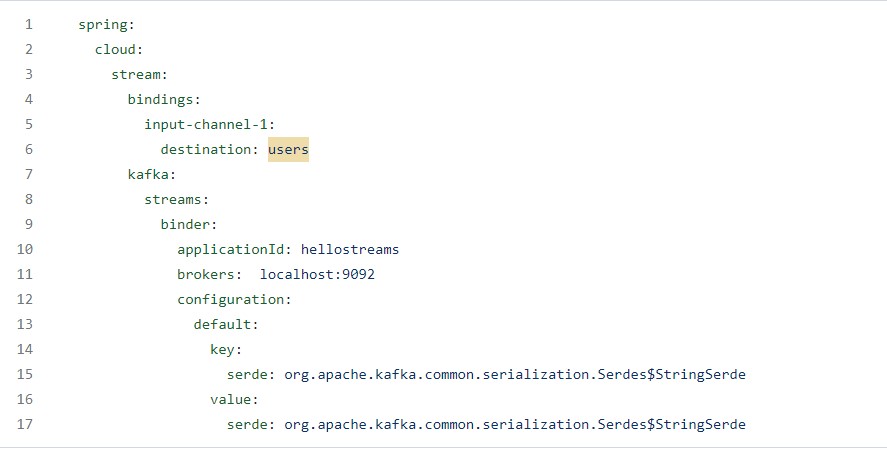 1 spring:
2 cloud:
3 stream:
4 bindings:
5 input-channel-1:
6 destination: users
7 kafka:
8 streams:
9 binder:
10 applicationId: hellostreams
11 brokers:  localhost:9092
12 configuration:
13 default:
14 key:
15 serde: org.apache.kafka.common.serialization.Serdes$StringSerde
16 value:
17 serde: org.apache.kafka.common.serialization.Serdes$StringSerde